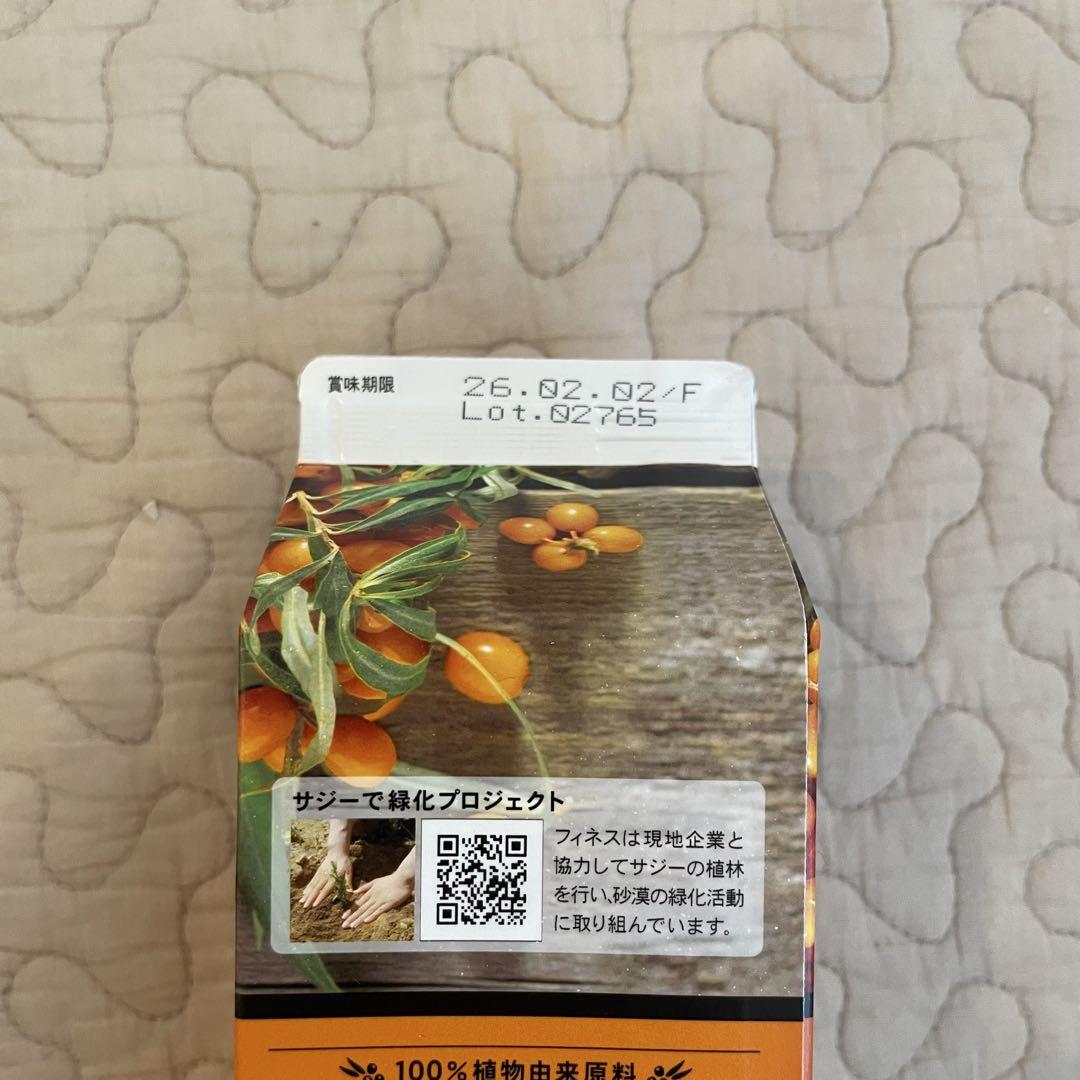 賞味期限
26.02.02/F
Lot.02765
サジーで緑化プロジェクト
フィネスは現地企業と
協力してサジーの植林
を行い、砂漠の緑化活動
に取り組んでいます。
100%植物由来原料